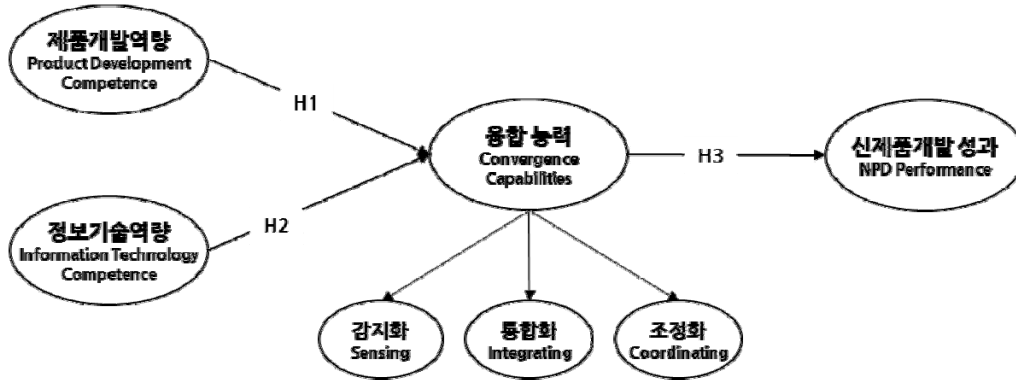 제품개발역량
Product Development
Competence
H1
융합 능력
Convergence
Capabilities
H3
신제품개발 성과
NPD Performance
정보기술역량
Information Technology
Competence
H2
감지화
Sensing
통합화
Integrating
조정화
Coordinating